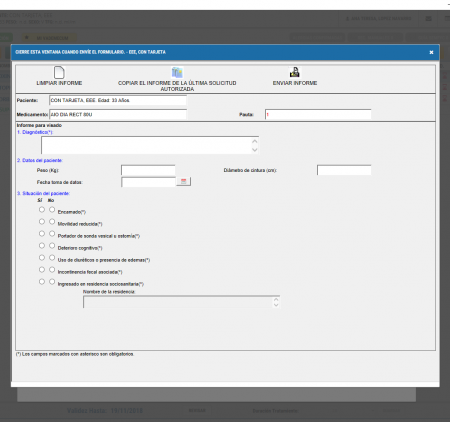 CIERRE ESTA VENTANA CUANDO ENVÍE EL FORMULARIO. - EEE, CON TARJETA
LIMPIAR INFORME
COPIAR EL INFORME DE LA ÚLTIMA SOLICITUD AUTORIZADA
ENVIAR INFORME
Paciente: CON TARJETA, EEE. Edad: 33 Años.
Medicamento: AIO DIA RECT 80U Pauta: 1
Informe para visado
1. Diagnóstico(*):
2. Datos del paciente:
Peso (Kg): Diámetro de cintura (cm):
Fecha toma de datos:
3. Situación del paciente:
Sí No
Encamado(*)
Movilidad reducida(*)
Portador de sonda vesical u ostomía(*)
Deterioro cognitivo(*)
Uso de diuréticos o presencia de edemas(*)
Incontinencia fecal asociada(*)
Ingresado en residencia sociosanitaria(*)
Nombre de la residencia:
(*) Los campos marcados con asterisco son obligatorios.